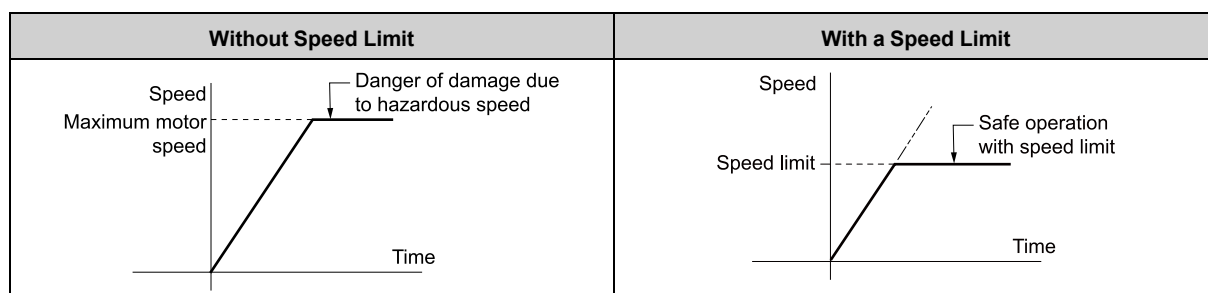 Without Speed Limit
With a Speed Limit
Speed
Maximum motor
speed
Danger of damage due
to hazardous speed
Time
Speed
Speed limit
Safe operation
with speed limit
Time